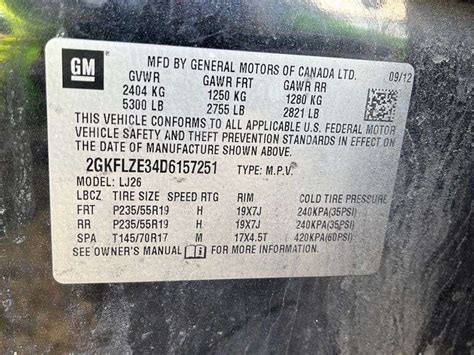 GM
MFD BY GENERAL MOTORS OF CANADA LTD. 09/12
GVWR GAWR FRT GAWR RR
2404 KG 1250 KG 1280 KG
5300 LB 2755 LB 2821 LB
THIS VEHICLE CONFORMS TO ALL APPLICABLE U.S. FEDERAL MOTOR
VEHICLE SAFETY AND THEFT PREVENTION STANDARDS IN EFFECT ON
THE DATE OF MANUFACTURE SHOWN ABOVE.
2GKFLZE34D6157251 TYPE: M.P.V.
MODEL: LJ26
LBCZ TIRE SIZE SPEED RTG RIM COLD TIRE PRESSURE
FRT P235/55R19 H 19X7J 240KPA(35PSI)
RR P235/55R19 H 19X7J 240KPA(35PSI)
SPA T145/70R17 M 17X4.5T 420KPA(60PSI)
SEE OWNER'S MANUAL FOR MORE INFORMATION